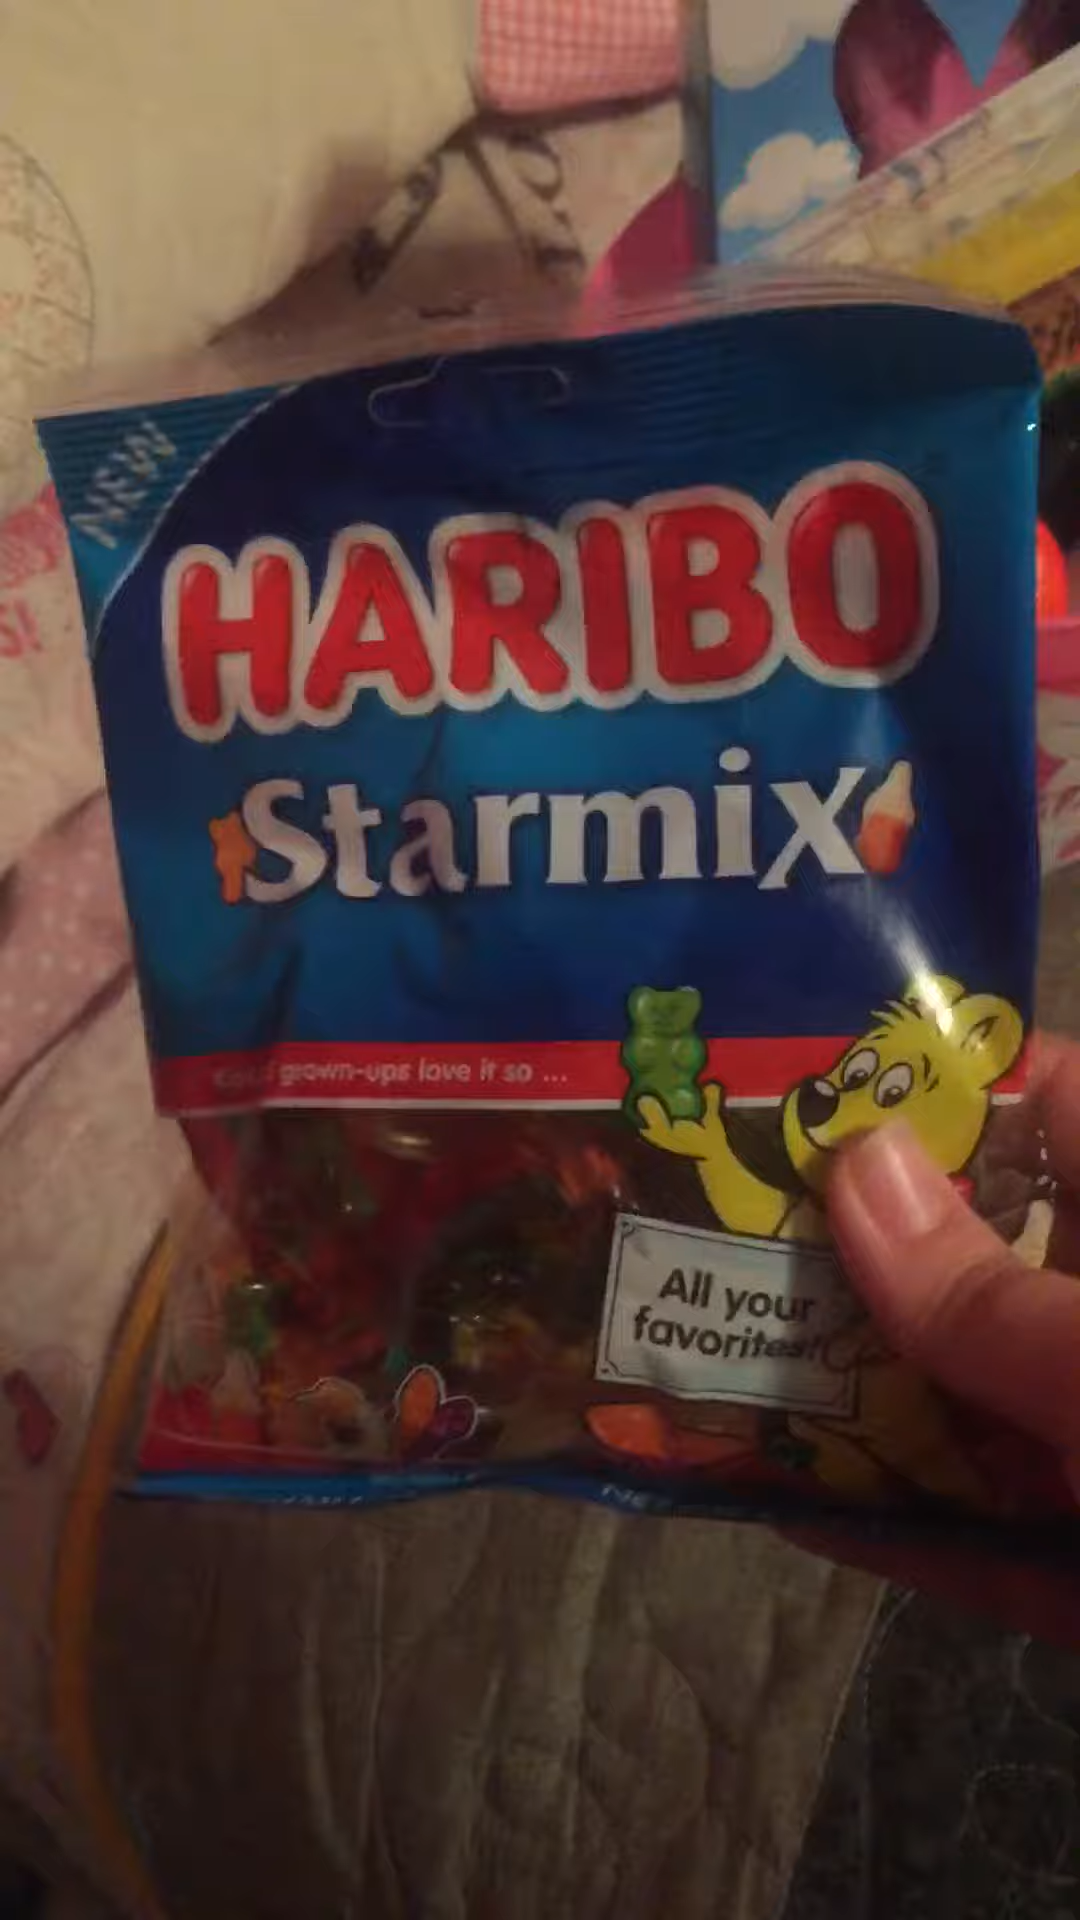 NEW
HARIBO
Starmix
grown-ups love it so ...
All your
favorites!